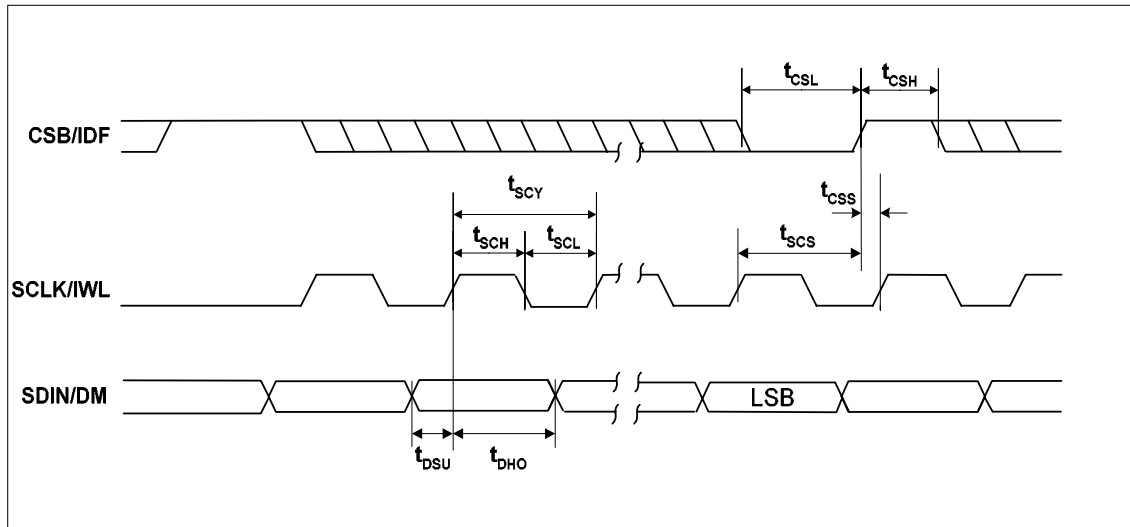 tCSL
tCSH
CSB/IDF
tSCY
tCSS
tSCH
tSCL
tSCS
SCLK/IWL
SDIN/DM
LSB
tDSU
tDHO